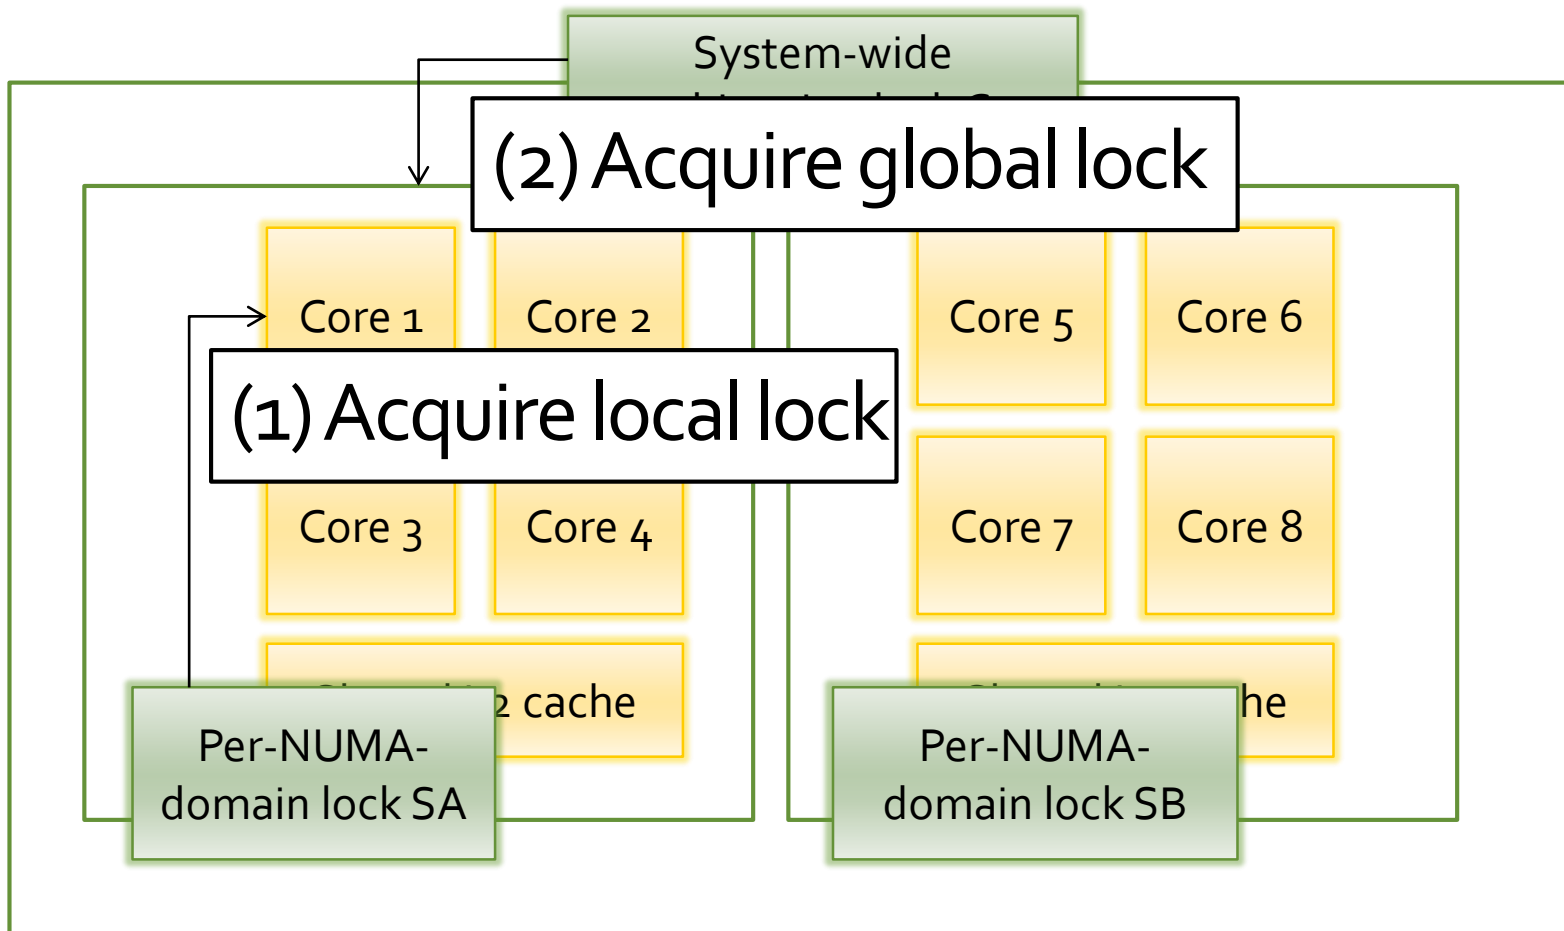 System-wide
(2) Acquire global lock
Core 1
Core 2
Core 5
Core 6
(1) Acquire local lock
Core 3
Core 4
Core 7
Core 8
2 cache
Per-NUMA-
domain lock SA
Per-NUMA-
domain lock SB